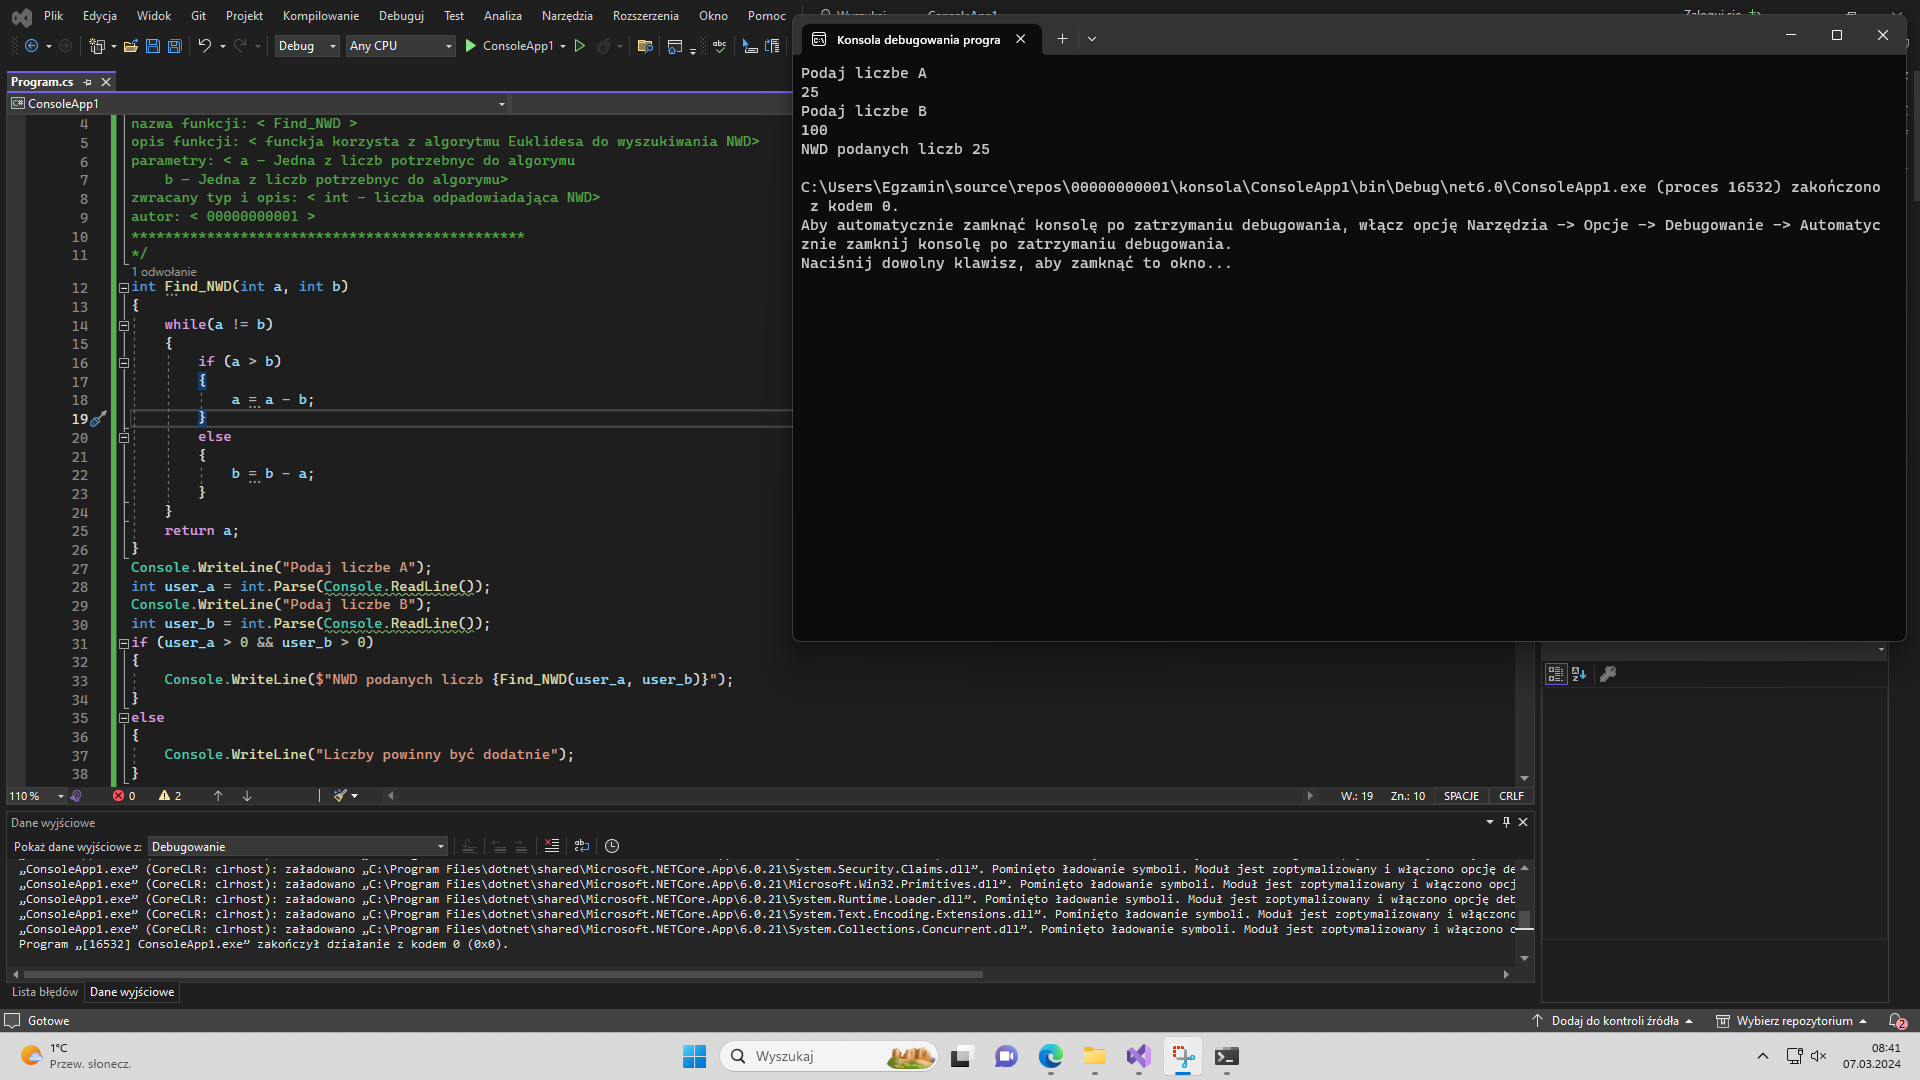 Plik Edycja Widok Git Projekt Kompilowanie Debuguj Test Analiza Narzędzia Rozszerzenia Okno Pomoc
Debug Any CPU ConsoleApp1
Program.cs
ConsoleApp1
4 nazwa funkcji: < Find_NWD >
5 opis funkcji: < funckja korzysta z algorytmu Euklidesa do wyszukiwania NWD>
6 parametry: < a - Jedna z liczb potrzebnyc do algorymu
7 b - Jedna z liczb potrzebnyc do algorymu>
8 zwracany typ i opis: < int - liczba odpadowiadająca NWD>
9 autor: < 00000000001 >
10 ***********************************************
11 */
1 odwołanie
12 int Find_NWD(int a, int b)
13 {
14 while(a != b)
15 {
16 if (a > b)
17 {
18 a = a - b;
19 }
20 else
21 {
22 b = b - a;
23 }
24 }
25 return a;
26 }
27 Console.WriteLine("Podaj liczbe A");
28 int user_a = int.Parse(Console.ReadLine());
29 Console.WriteLine("Podaj liczbe B");
30 int user_b = int.Parse(Console.ReadLine());
31 if (user_a > 0 && user_b > 0)
32 {
33 Console.WriteLine($"NWD podanych liczb {Find_NWD(user_a, user_b)}");
34 }
35 else
36 {
37 Console.WriteLine("Liczby powinny być dodatnie");
38 }
110 % 0 2 W.: 19 Zn.: 10 SPACJE CRLF
Konsola debugowania progra
Podaj liczbe A
25
Podaj liczbe B
100
NWD podanych liczb 25
C:\Users\Egzamin\source\repos\00000000001\konsola\ConsoleApp1\bin\Debug\net6.0\ConsoleApp1.exe (proces 16532) zakończono
z kodem 0.
Aby automatycznie zamknąć konsolę po zatrzymaniu debugowania, włącz opcję Narzędzia -> Opcje -> Debugowanie -> Automatyc
znie zamknij konsolę po zatrzymaniu debugowania.
Naciśnij dowolny klawisz, aby zamknąć to okno...
Dane wyjściowe
Pokaż dane wyjściowe z: Debugowanie
„ConsoleApp1.exe” (CoreCLR: clrhost): załadowano „C:\Program Files\dotnet\shared\Microsoft.NETCore.App\6.0.21\System.Security.Claims.dll”. Pominięto ładowanie symboli. Moduł jest zoptymalizowany i włączono opcję de
„ConsoleApp1.exe” (CoreCLR: clrhost): załadowano „C:\Program Files\dotnet\shared\Microsoft.NETCore.App\6.0.21\Microsoft.Win32.Primitives.dll”. Pominięto ładowanie symboli. Moduł jest zoptymalizowany i włączono opcj
„ConsoleApp1.exe” (CoreCLR: clrhost): załadowano „C:\Program Files\dotnet\shared\Microsoft.NETCore.App\6.0.21\System.Runtime.Loader.dll”. Pominięto ładowanie symboli. Moduł jest zoptymalizowany i włączono opcję deb
„ConsoleApp1.exe” (CoreCLR: clrhost): załadowano „C:\Program Files\dotnet\shared\Microsoft.NETCore.App\6.0.21\System.Text.Encoding.Extensions.dll”. Pominięto ładowanie symboli. Moduł jest zoptymalizowany i włączono
„ConsoleApp1.exe” (CoreCLR: clrhost): załadowano „C:\Program Files\dotnet\shared\Microsoft.NETCore.App\6.0.21\System.Collections.Concurrent.dll”. Pominięto ładowanie symboli. Moduł jest zoptymalizowany i włączono o
Program „[16532] ConsoleApp1.exe” zakończył działanie z kodem 0 (0x0).
Lista błędów Dane wyjściowe
Gotowe Dodaj do kontroli źródła Wybierz repozytorium 2
1°C
Przew. słonecz.
Wyszukaj
08:41
07.03.2024